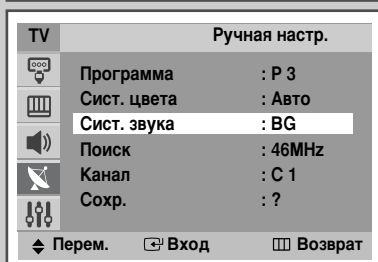 TV Ручная настр.
Программа : P 3
Сист. цвета : Авто
Сист. звука : BG
Поиск : 46MHz
Канал : C 1
Сохр. : ?
Перем. Вход Возврат